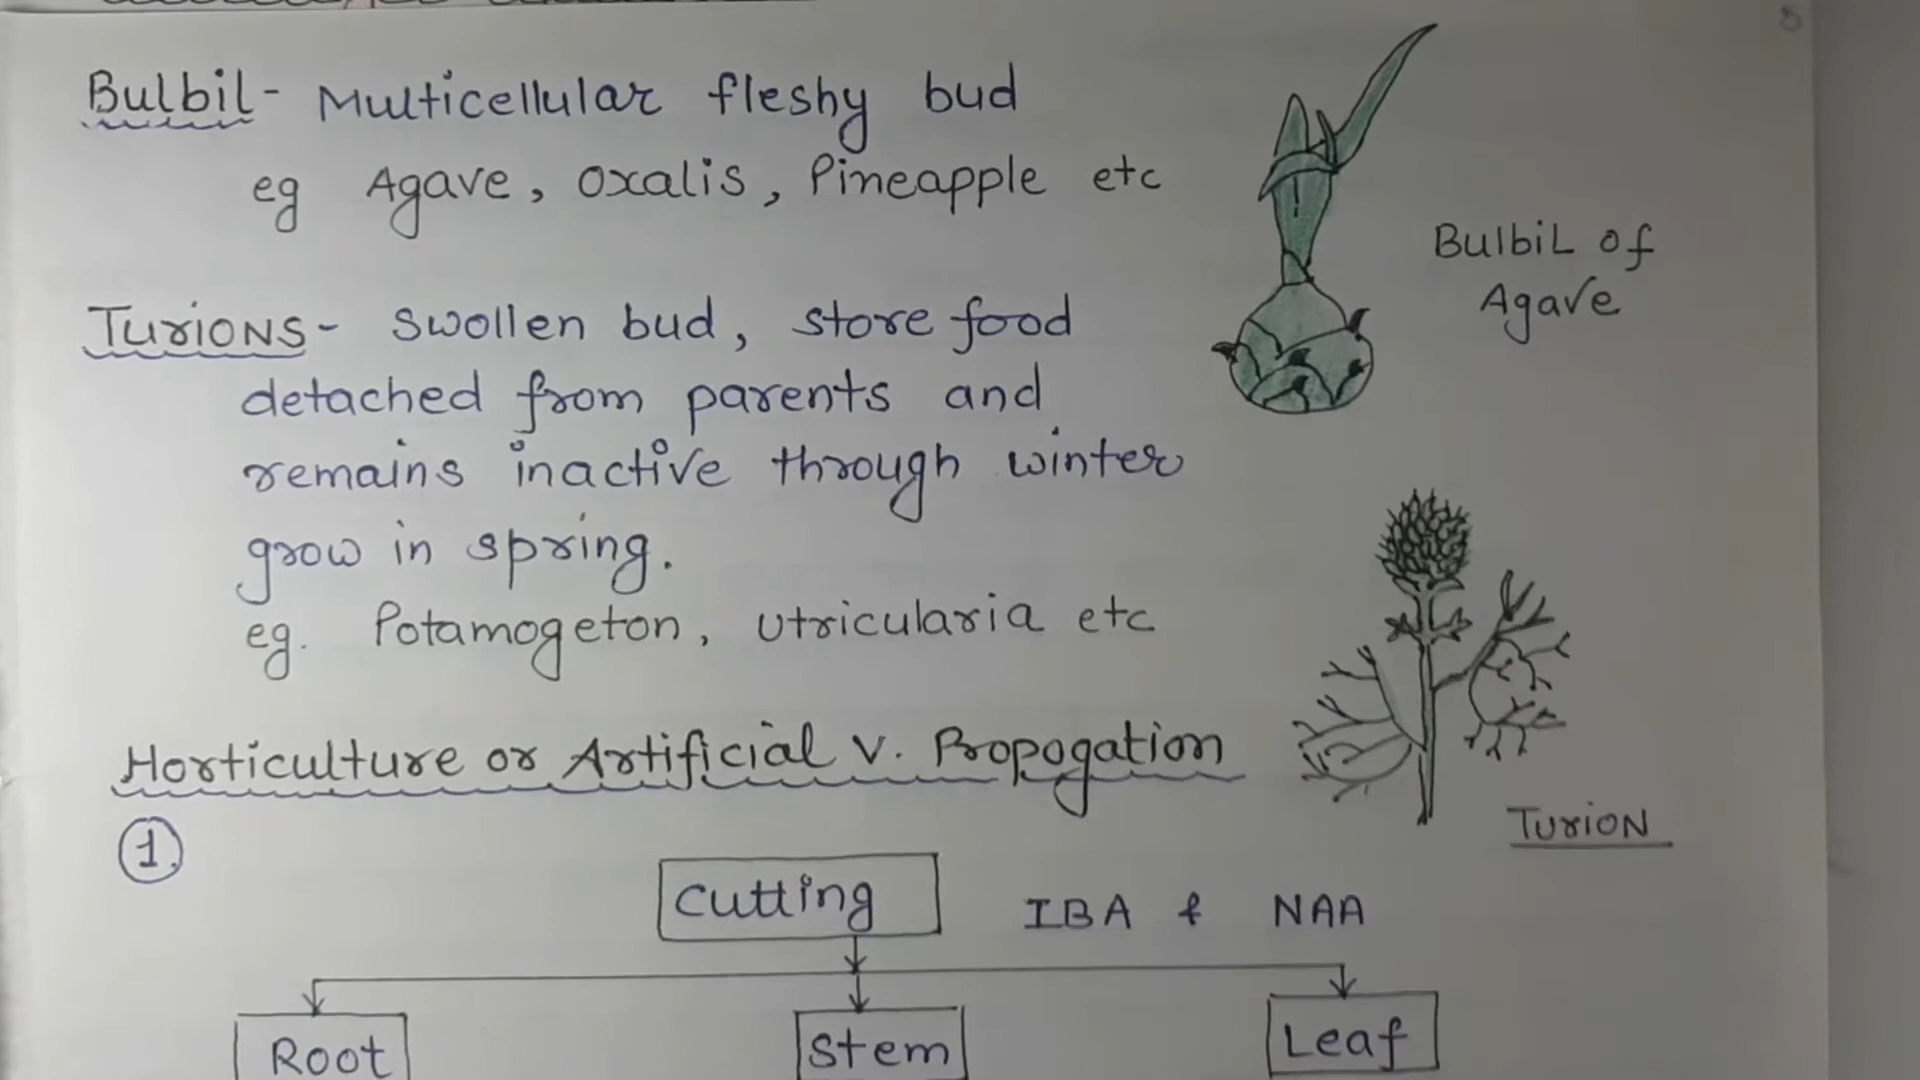 Bulbil - Multicellular fleshy bud
eg Agave, Oxalis, Pineapple etc
Bulbil of
Agave
Turions - Swollen bud, store food
detached from parents and
remains inactive through winter
grow in spring.
eg. Potamogeton, Utricularia etc
Horticulture or Artificial V. Propogation
Turion
1.
Cutting IBA & NAA
Root Stem Leaf